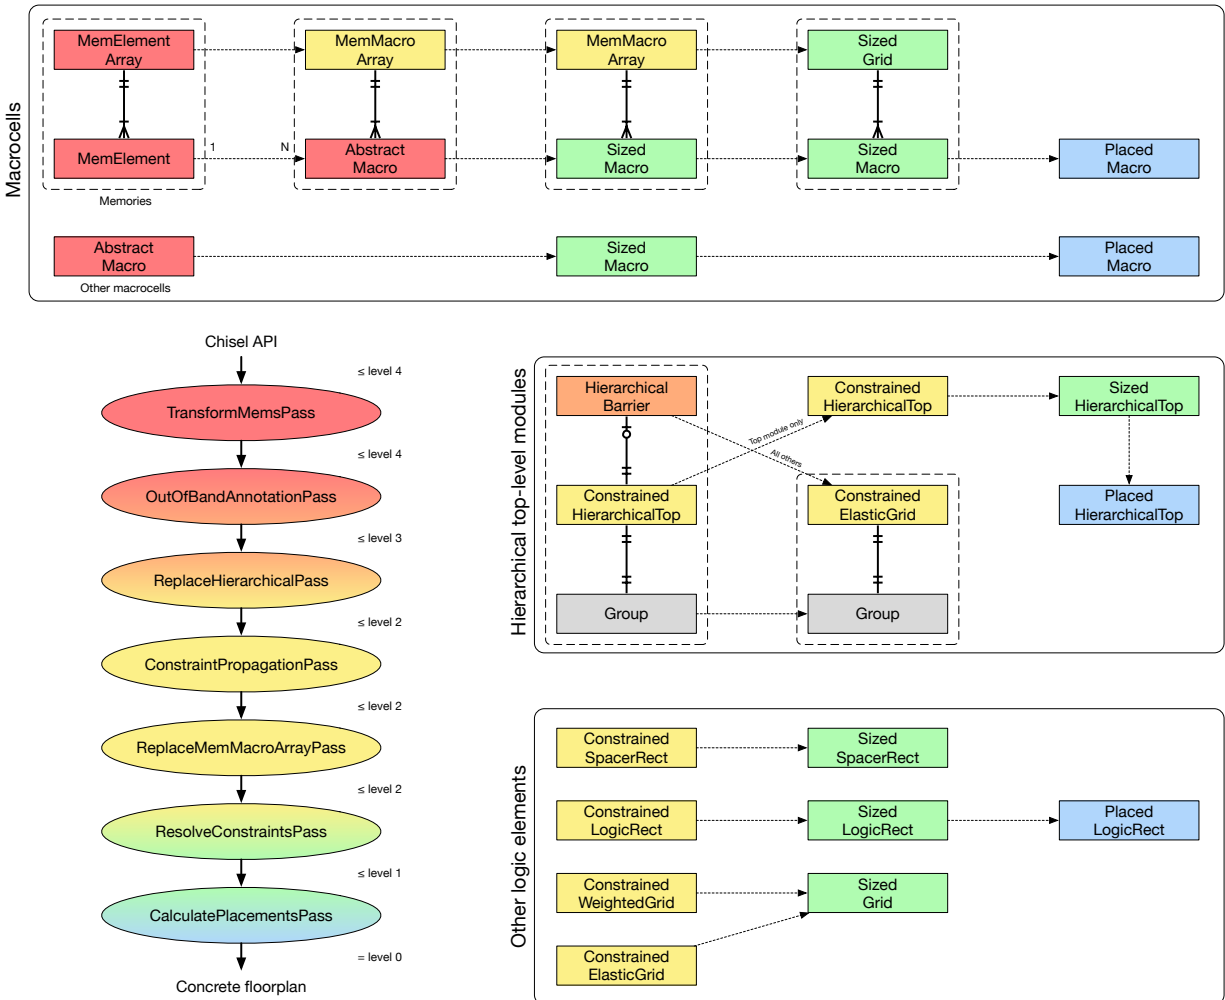 Macrocells
MemElement
Array
MemMacro
Array
MemMacro
Array
Sized
Grid
MemElement
1
N
Abstract
Macro
Sized
Macro
Sized
Macro
Placed
Macro
Memories
Abstract
Macro
Sized
Macro
Placed
Macro
Other macrocells
Chisel API
≤ level 4
TransformMemsPass
≤ level 4
OutOfBandAnnotationPass
≤ level 3
ReplaceHierarchicalPass
≤ level 2
ConstraintPropagationPass
≤ level 2
ReplaceMemMacroArrayPass
≤ level 2
ResolveConstraintsPass
≤ level 1
CalculatePlacementsPass
= level 0
Concrete floorplan
Hierarchical top-level modules
Hierarchical
Barrier
Constrained
HierarchicalTop
Sized
HierarchicalTop
Top module only
All others
Constrained
HierarchicalTop
Constrained
ElasticGrid
Placed
HierarchicalTop
Group
Group
Other logic elements
Constrained
SpacerRect
Sized
SpacerRect
Constrained
LogicRect
Sized
LogicRect
Placed
LogicRect
Constrained
WeightedGrid
Sized
Grid
Constrained
ElasticGrid